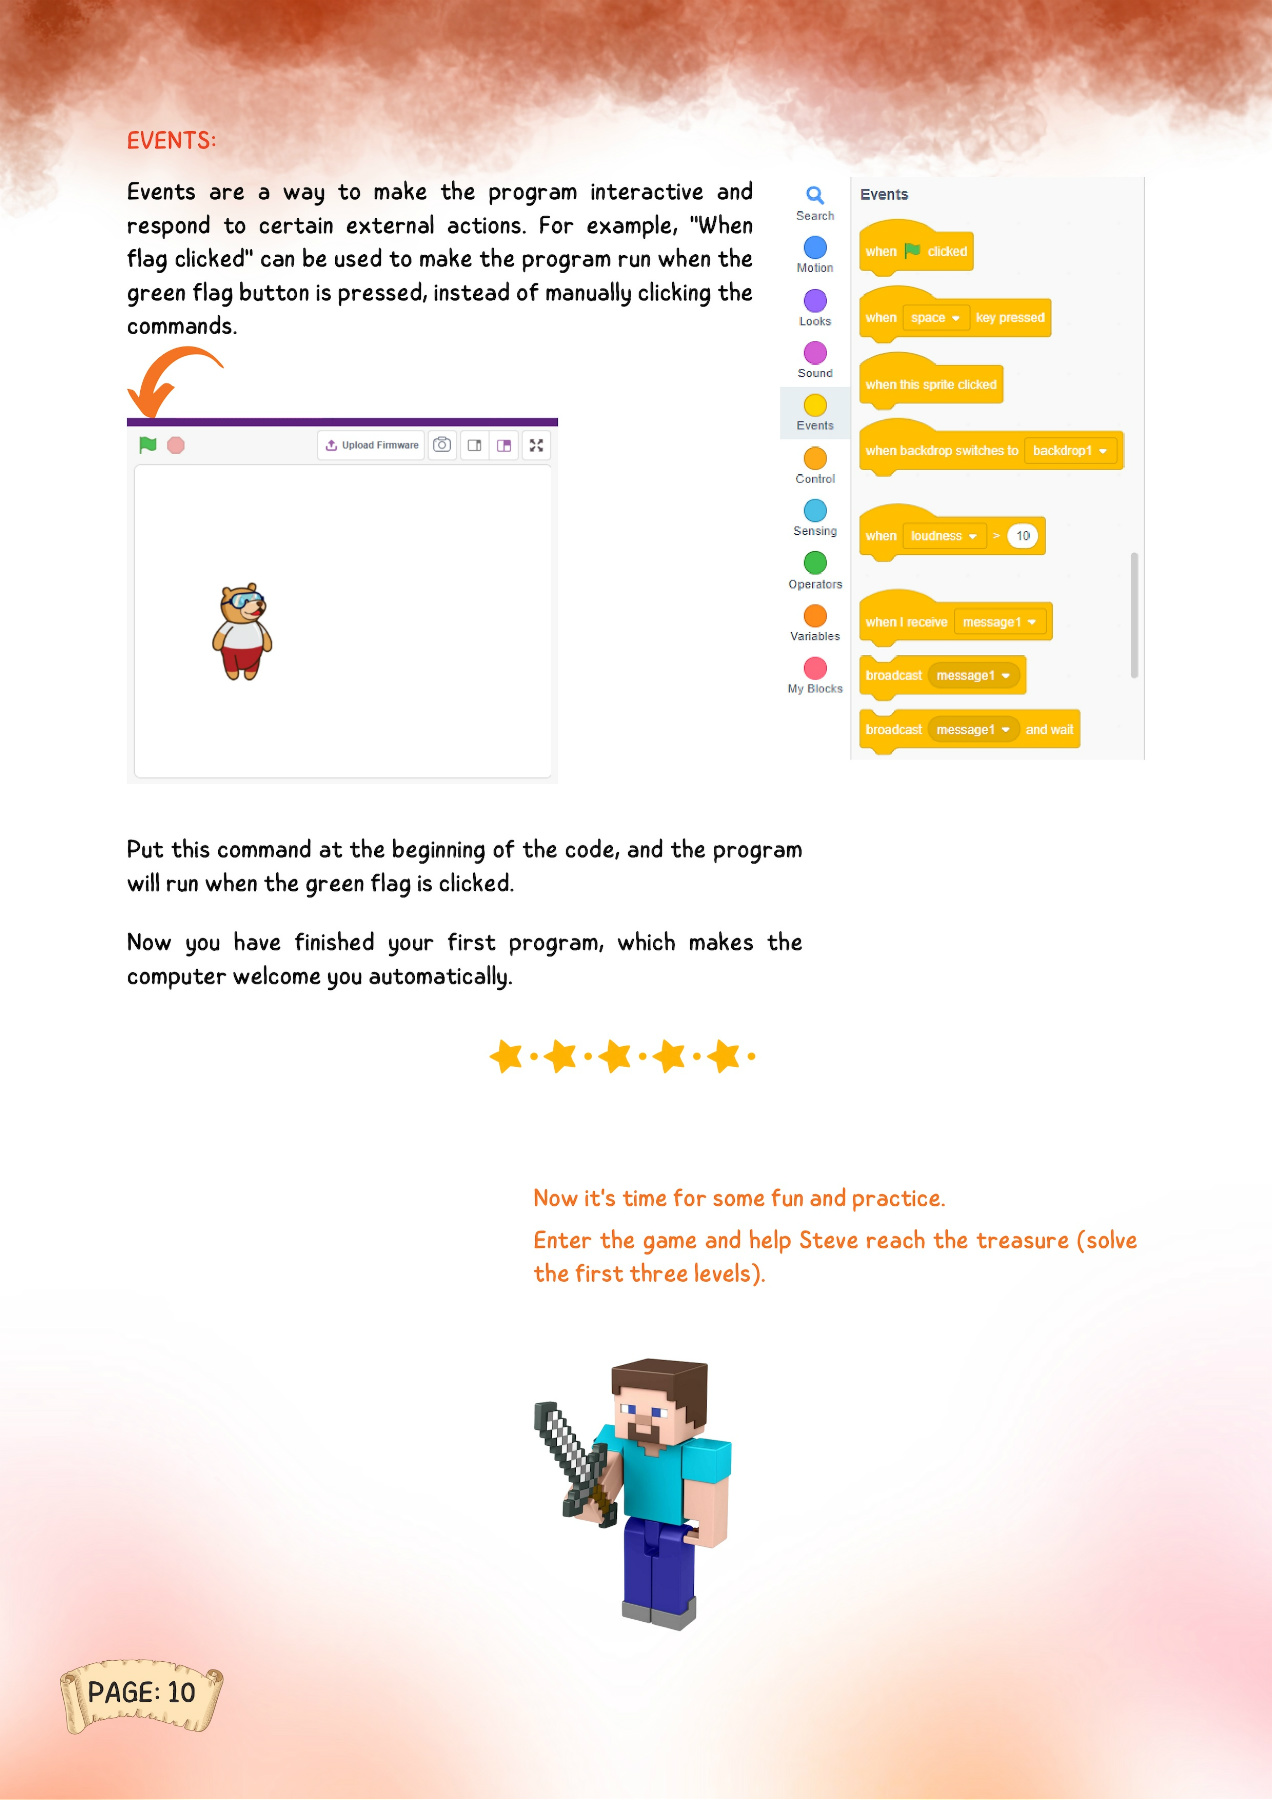 EVENTS:
Events are a way to make the program interactive and
respond to certain external actions. For example, "When
flag clicked" can be used to make the program run when the
green flag button is pressed, instead of manually clicking the
commands.
Upload Firmware
Search
Motion
Looks
Sound
Events
Control
Sensing
Operators
Variables
My Blocks
Events
when clicked
when space key pressed
when this sprite clicked
when backdrop switches to backdrop1
when loudness > 10
when I receive message1
broadcast message1
broadcast message1 and wait
Put this command at the beginning of the code, and the program
will run when the green flag is clicked.
Now you have finished your first program, which makes the
computer welcome you automatically.
Now it's time for some fun and practice.
Enter the game and help Steve reach the treasure (solve
the first three levels).
PAGE: 10